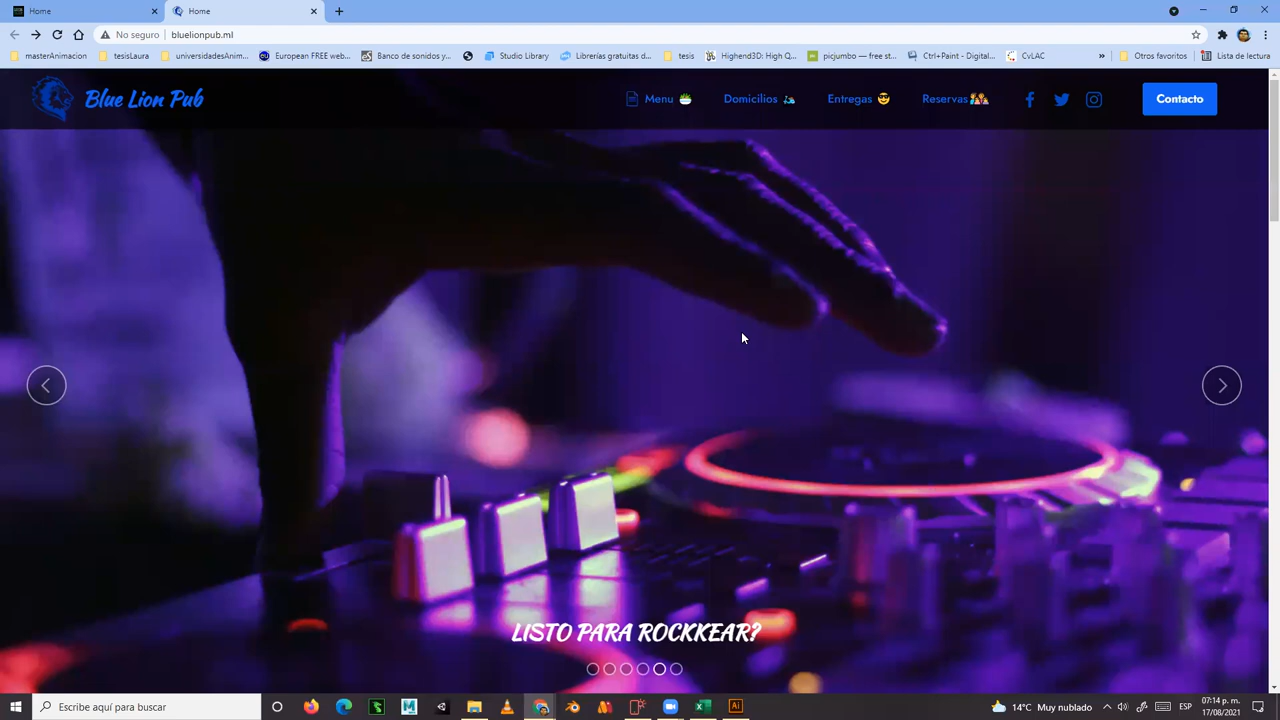 Home
Home
No seguro
bluelionpub.ml
masterAnimacion
tesisLaura
universidadesAnim...
European FREE web...
Banco de sonidos y...
Studio Library
Librerías gratuitas d...
tesis
Highend3D: High Q...
picjumbo — free st...
Ctrl+Paint - Digital...
CvLAC
»
Otros favoritos
Lista de lectura
Blue Lion Pub
Menu
Domicilios
Entregas
Reservas
Contacto
LISTO PARA ROCKKEAR?
Escribe aquí para buscar
14°C Muy nublado
ESP
07:14 p. m.
17/08/2021